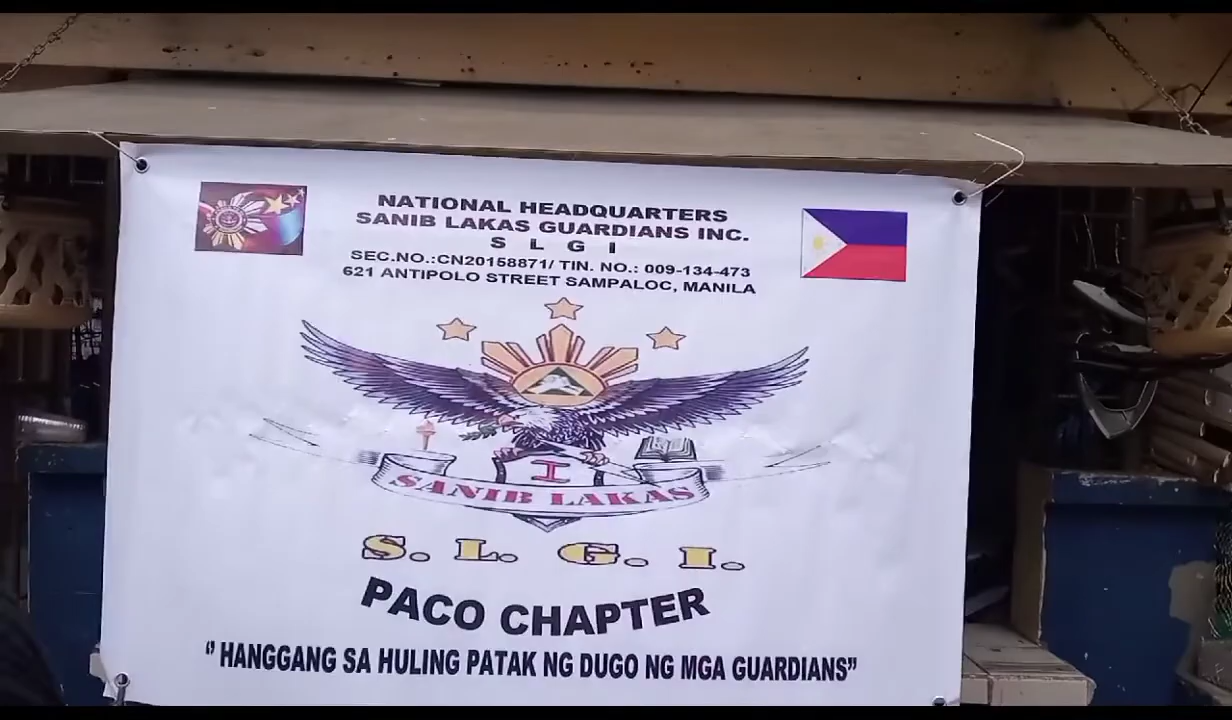 NATIONAL HEADQUARTERS
SANIB LAKAS GUARDIANS INC.
S L G I
SEC.NO.:CN20158871/ TIN. NO.: 009-134-473
621 ANTIPOLO STREET SAMPALOC, MANILA
I
SANIB LAKAS
S. L. G. I.
PACO CHAPTER
“ HANGGANG SA HULING PATAK NG DUGO NG MGA GUARDIANS”